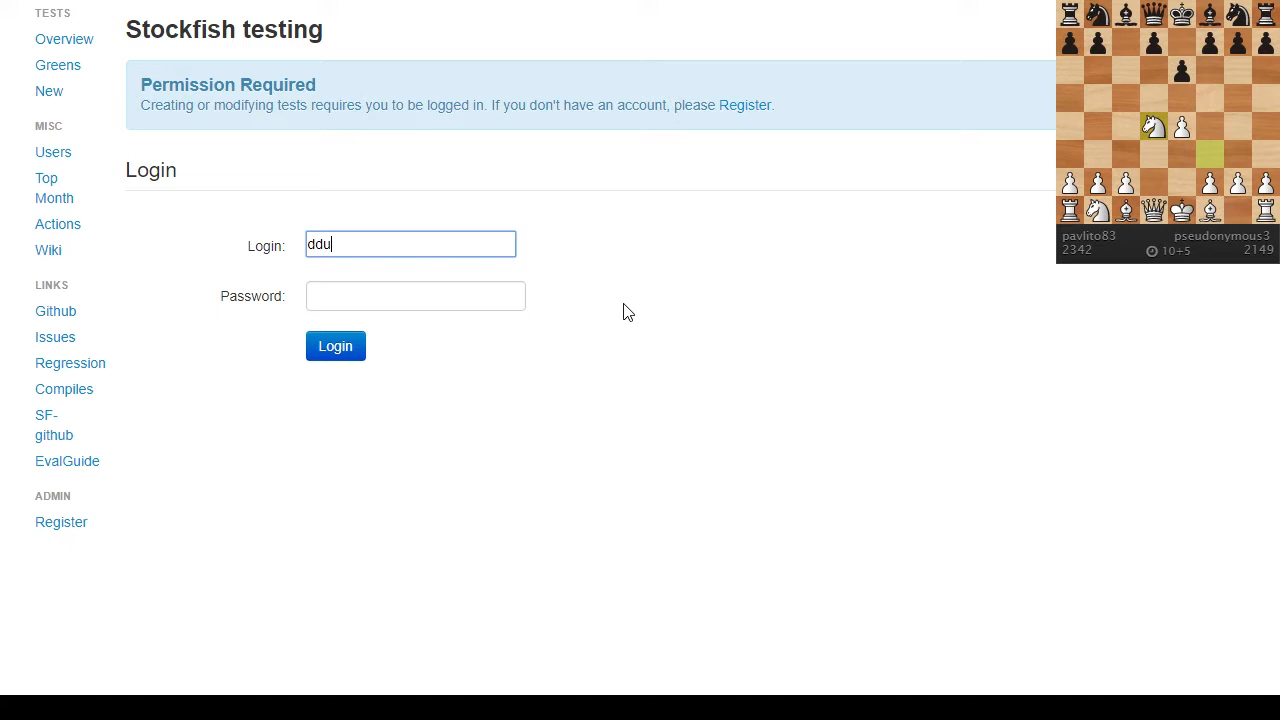 TESTS
Overview
Greens
New
MISC
Users
Top
Month
Actions
Wiki
LINKS
Github
Issues
Regression
Compiles
SF-
github
EvalGuide
ADMIN
Register
Stockfish testing
Permission Required
Creating or modifying tests requires you to be logged in. If you don't have an account, please Register.
Login
Login: ddu
Password:
Login
pavlito83 pseudonymous3
2342 10+5 2149